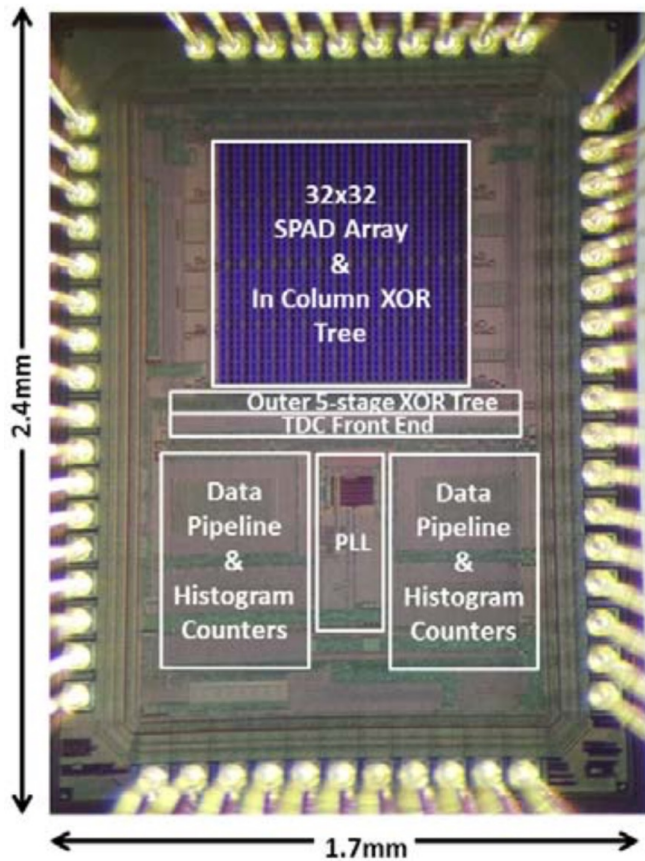 32x32
SPAD Array
&
In Column XOR
Tree
Outer 5-stage XOR Tree
TDC Front End
Data
Pipeline
&
Histogram
Counters
PLL
Data
Pipeline
&
Histogram
Counters
2.4mm
1.7mm